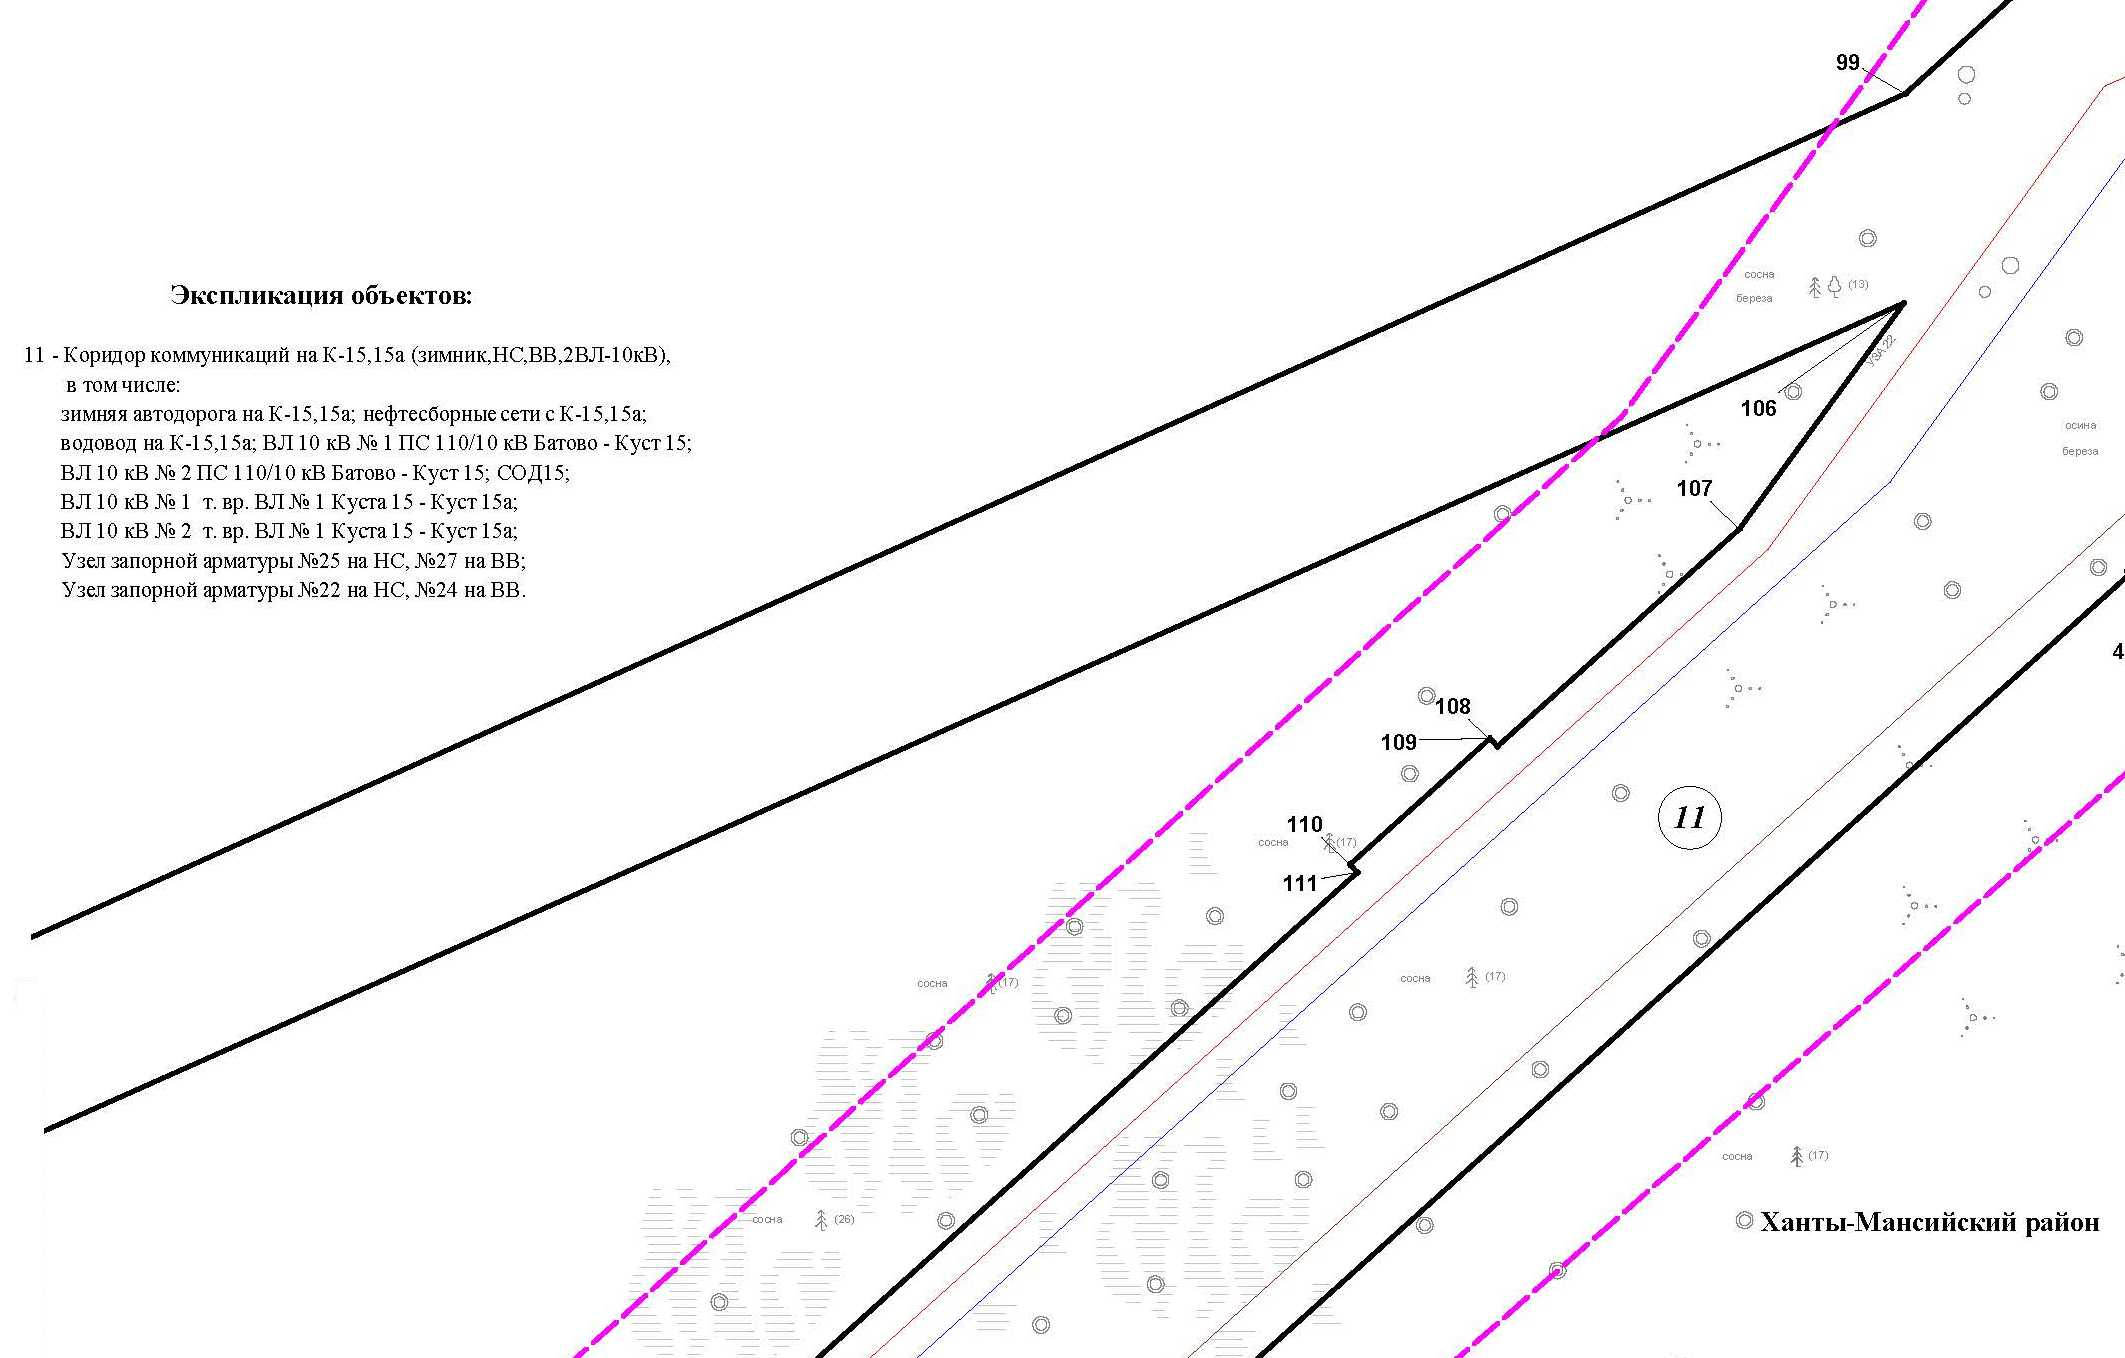 99
сосна
береза
(13)
Экспликация объектов:
УЗА 22
11 - Коридор коммуникаций на К-15,15а (зимник,НС,ВВ,2ВЛ-10кВ),
в том числе:
зимняя автодорога на К-15,15а; нефтесборные сети с К-15,15а;
водовод на К-15,15а; ВЛ 10 кВ № 1 ПС 110/10 кВ Батово - Куст 15;
ВЛ 10 кВ № 2 ПС 110/10 кВ Батово - Куст 15; СОД15;
ВЛ 10 кВ № 1 т. вр. ВЛ № 1 Куста 15 - Куст 15а;
ВЛ 10 кВ № 2 т. вр. ВЛ № 1 Куста 15 - Куст 15а;
Узел запорной арматуры №25 на НС, №27 на ВВ;
Узел запорной арматуры №22 на НС, №24 на ВВ.
106
осина
береза
107
4
108
109
11
110
сосна (17)
111
сосна (17)
сосна (17)
сосна (17)
сосна (26)
Ханты-Мансийский район